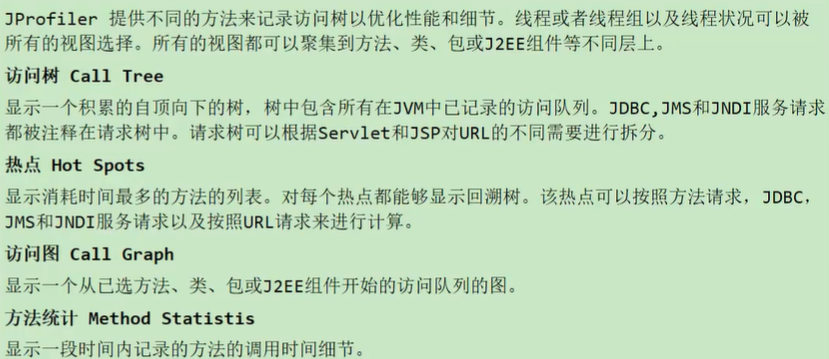 JProfiler 提供不同的方法来记录访问树以优化性能和细节。线程或者线程组以及线程状况可以被
所有的视图选择。所有的视图都可以聚集到方法、类、包或J2EE组件等不同层上。
访问树 Call Tree
显示一个积累的自顶向下的树，树中包含所有在JVM中已记录的访问队列。JDBC,JMS和JNDI服务请求
都被注释在请求树中。请求树可以根据Servlet和JSP对URL的不同需要进行拆分。
热点 Hot Spots
显示消耗时间最多的方法的列表。对每个热点都能够显示回溯树。该热点可以按照方法请求，JDBC，
JMS和JNDI服务请求以及按照URL请求来进行计算。
访问图 Call Graph
显示一个从已选方法、类、包或J2EE组件开始的访问队列的图。
方法统计 Method Statistis
显示一段时间内记录的方法的调用时间细节。